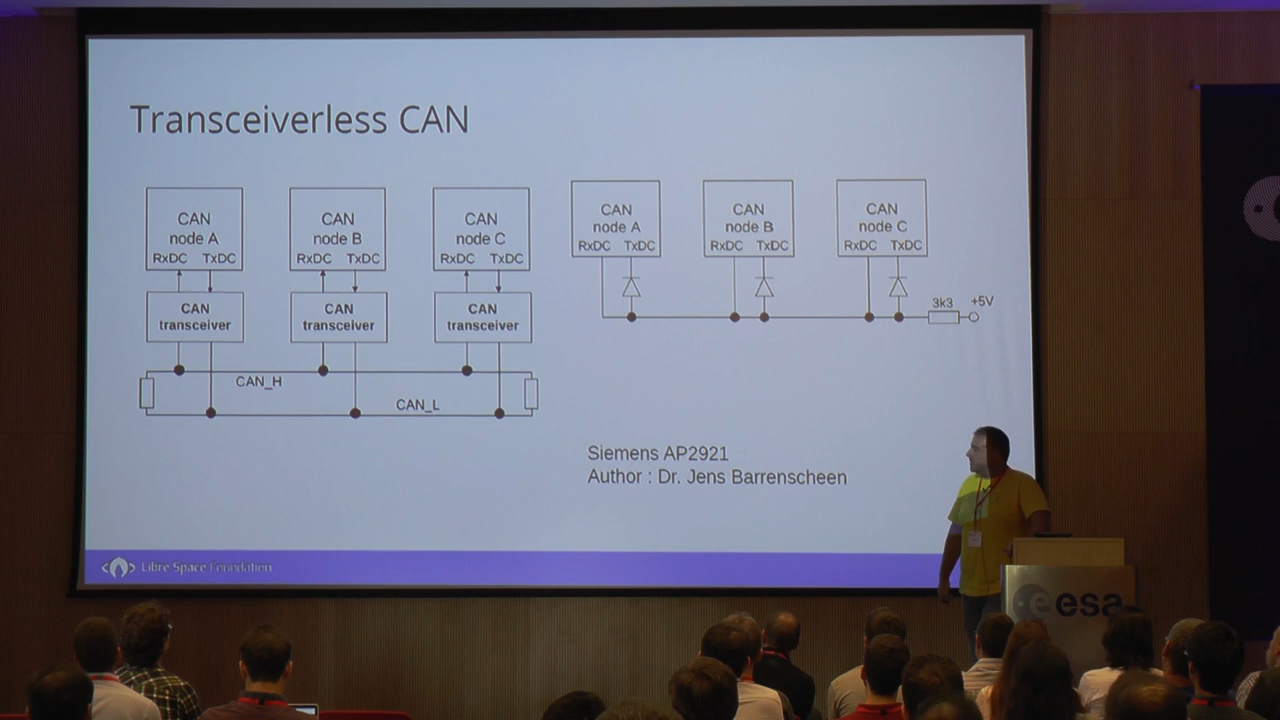 Transceiverless CAN
CAN
node A
RxDC TxDC
CAN
node B
RxDC TxDC
CAN
node C
RxDC TxDC
CAN
transceiver
CAN
transceiver
CAN
transceiver
CAN_H
CAN_L
CAN
node A
RxDC TxDC
CAN
node B
RxDC TxDC
CAN
node C
RxDC TxDC
3k3 +5V
Siemens AP2921
Author : Dr. Jens Barrenscheen
Libre Space Foundation
esa